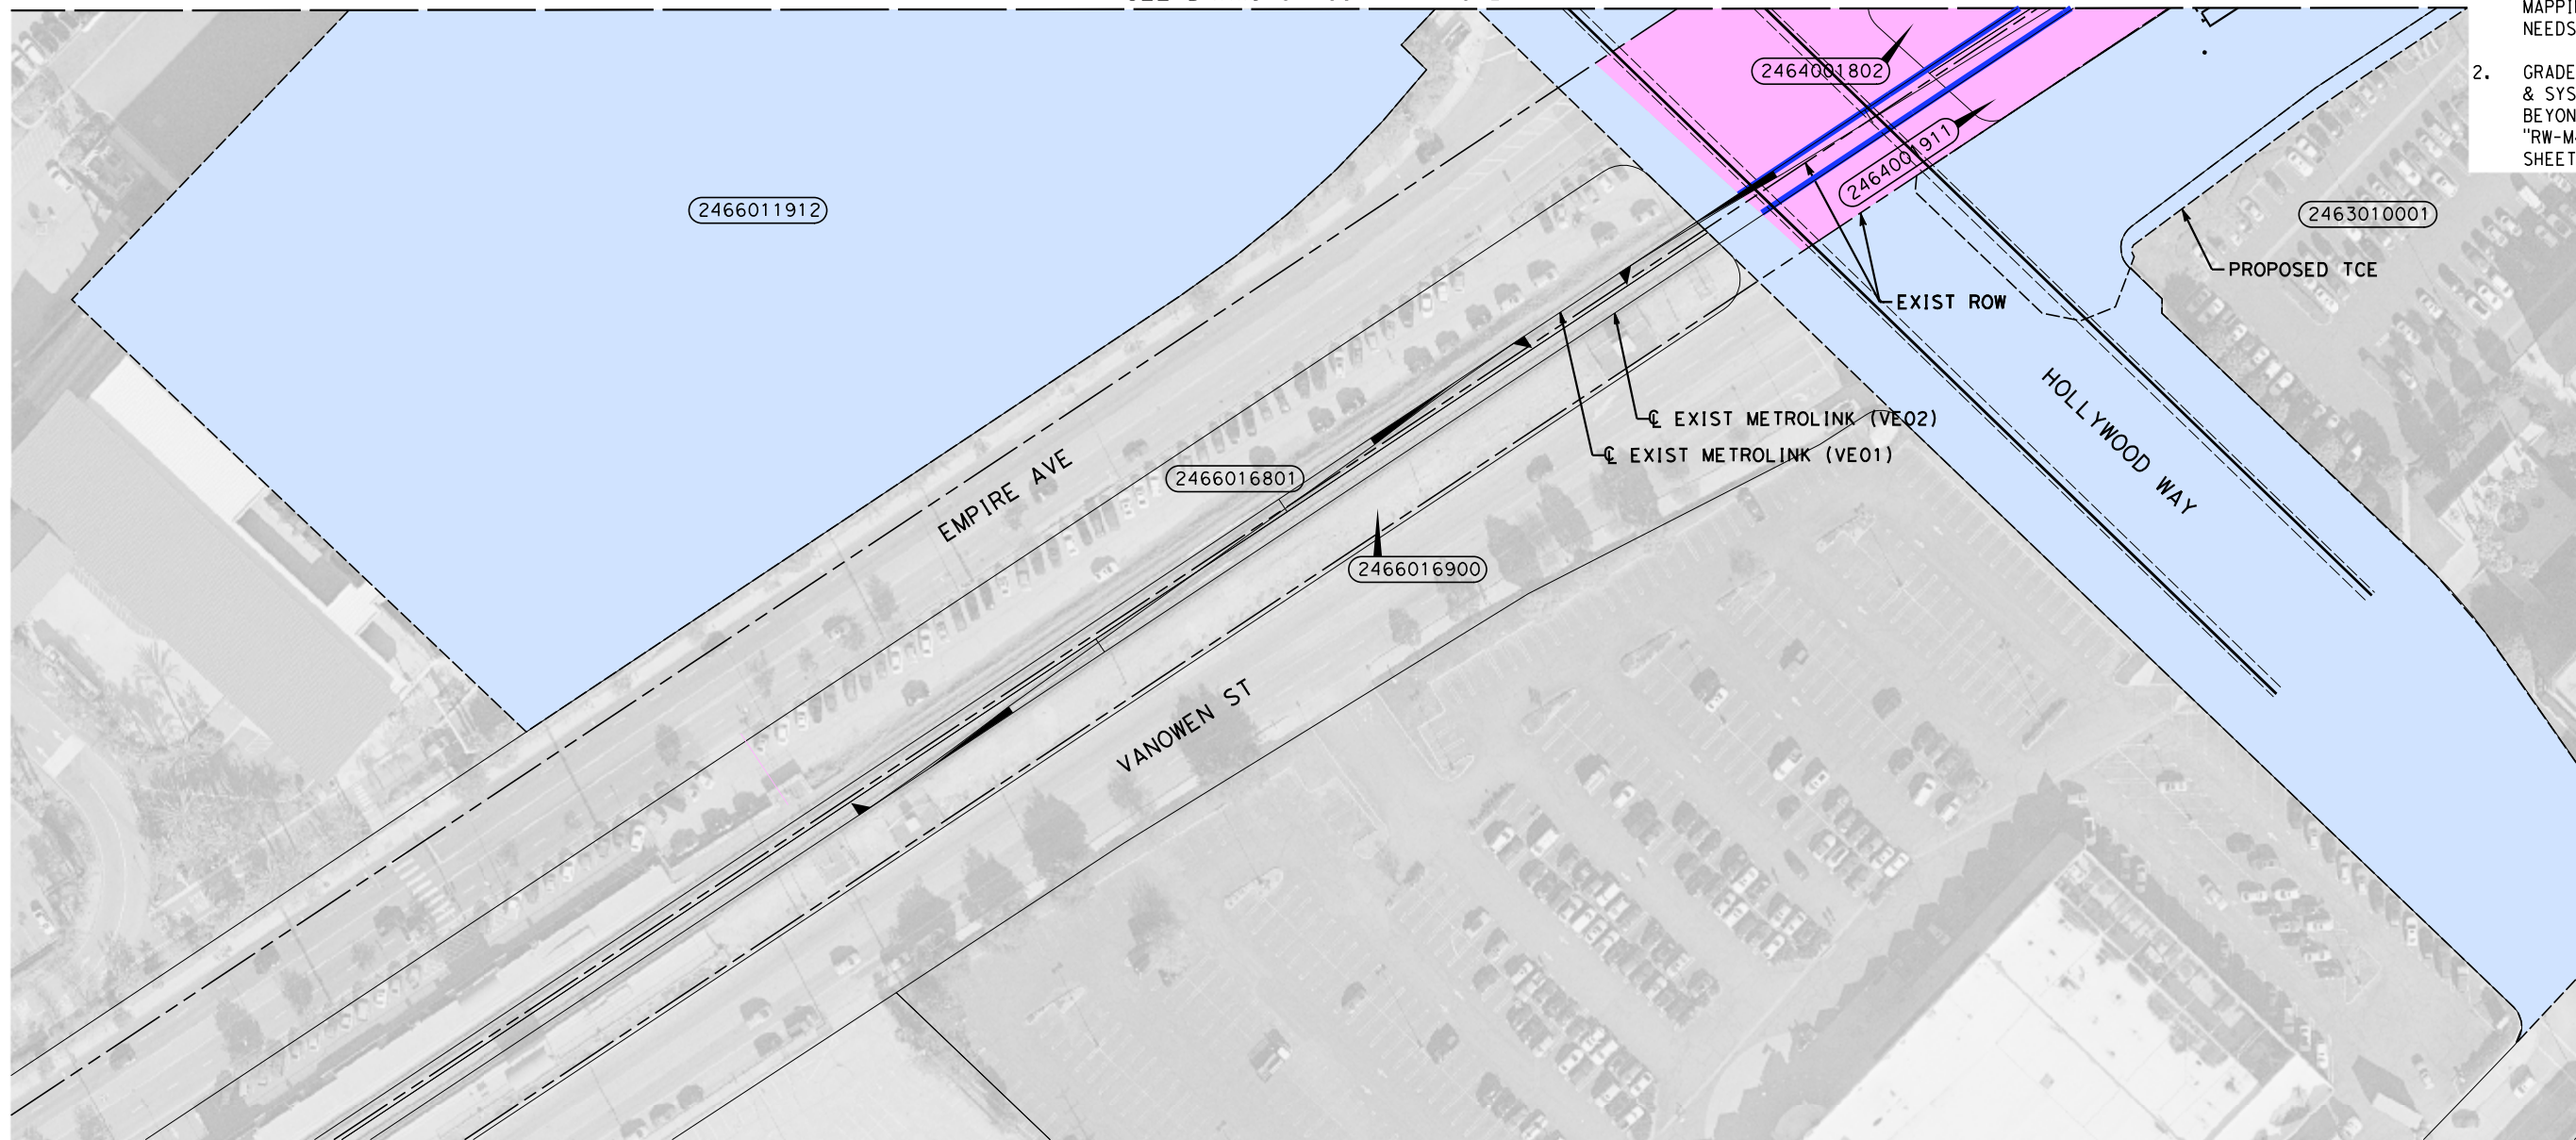 MAPPI
NEEDS
2. GRADE
& SYS
BEYON
"RW-M
SHEET
2464001802
2464001911
2466011912
2463010001
PROPOSED TCE
EXIST ROW
HOLLYWOOD WAY
℄ EXIST METROLINK (VE02)
℄ EXIST METROLINK (VE01)
EMPIRE AVE
2466016801
2466016900
VANOWEN ST